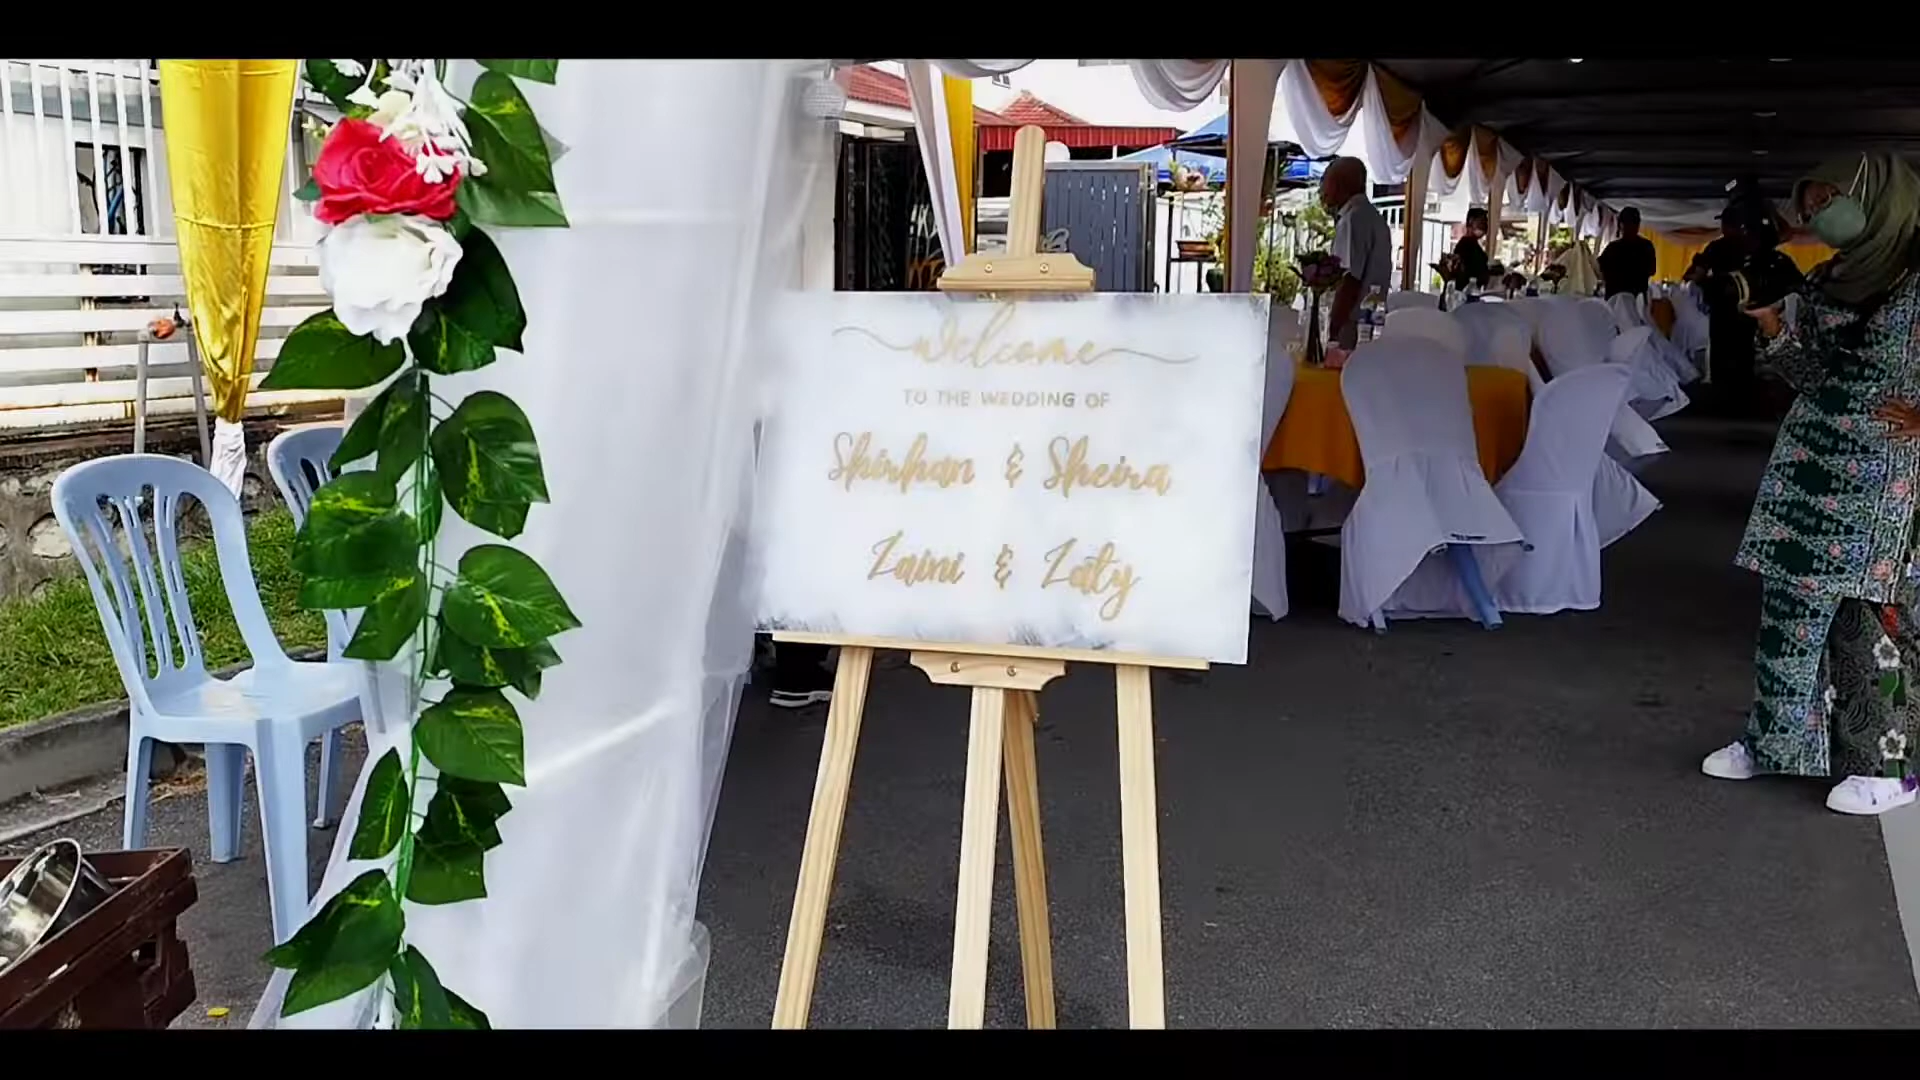 Welcome
TO THE WEDDING OF
Shirhan & Sheira
Zaini & Zaty